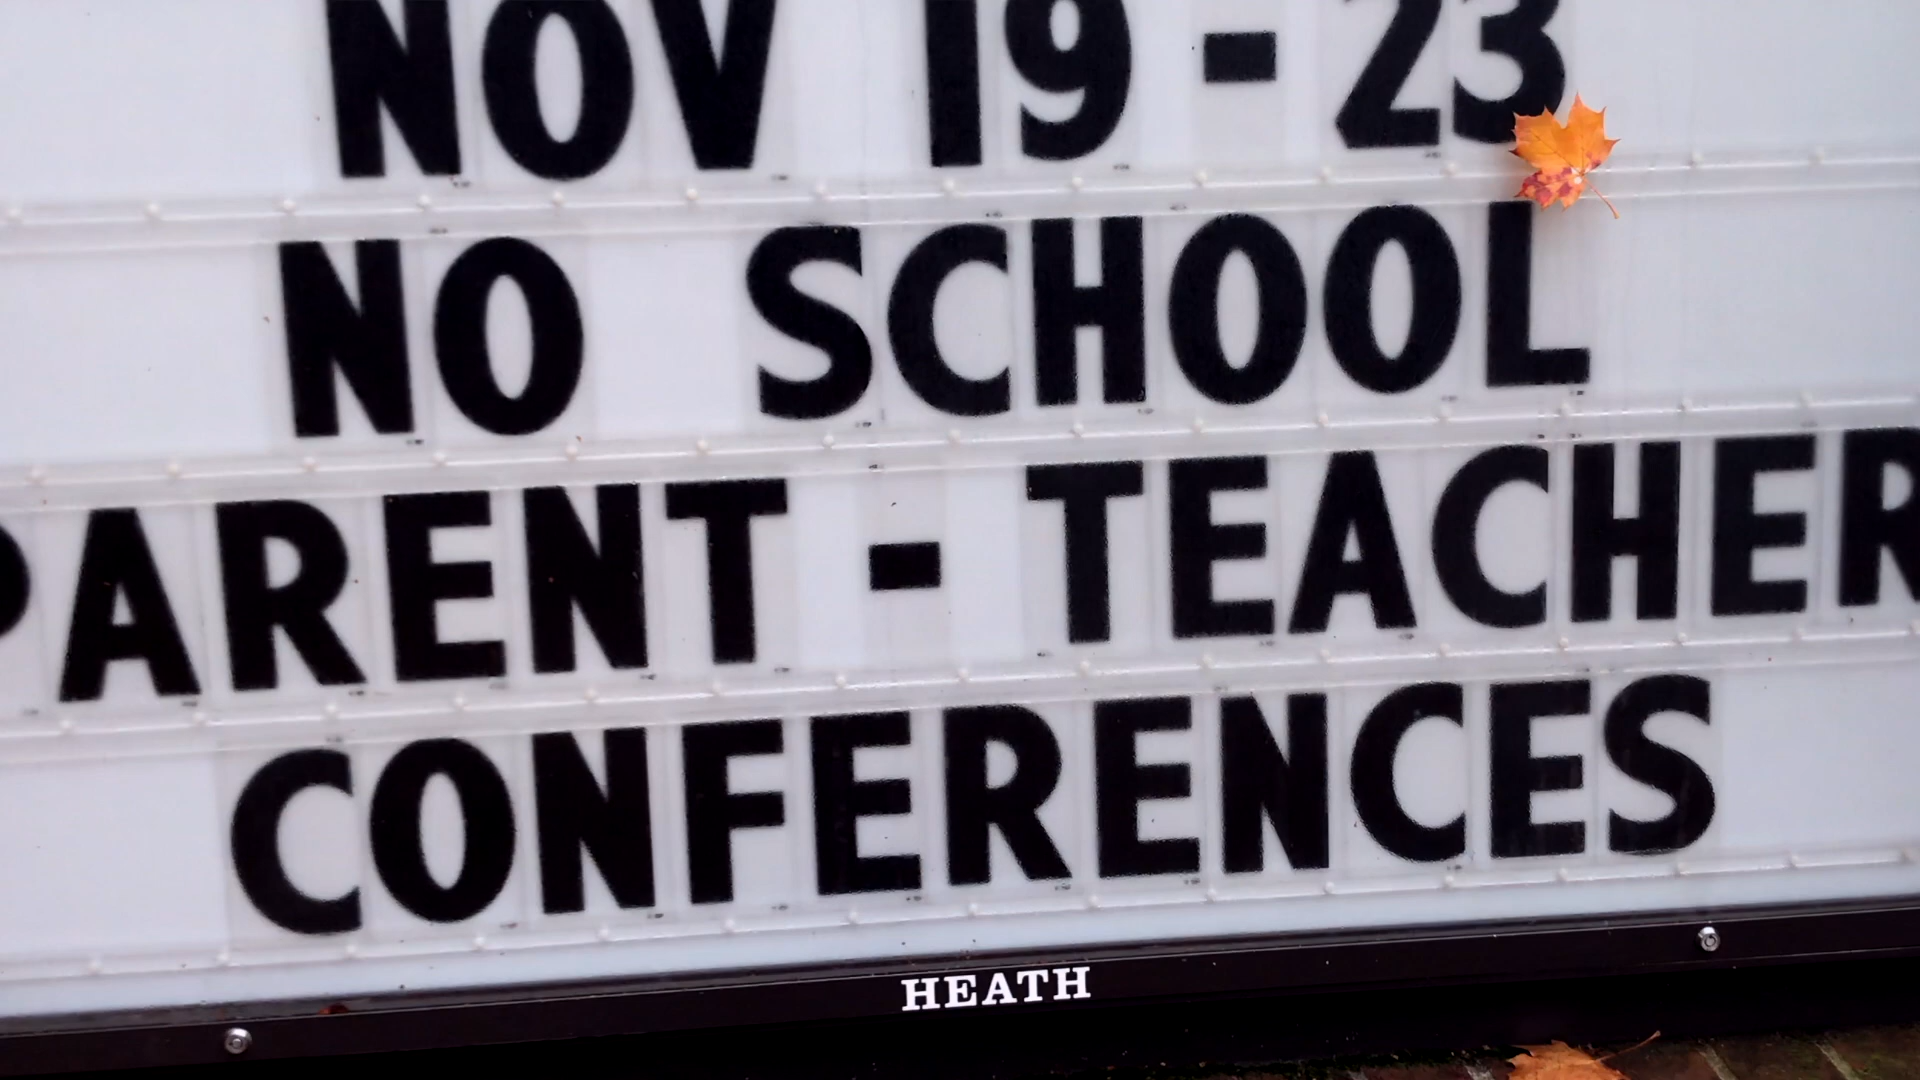 NOV 19 - 23
NO SCHOOL
PARENT - TEACHER
CONFERENCES
HEATH